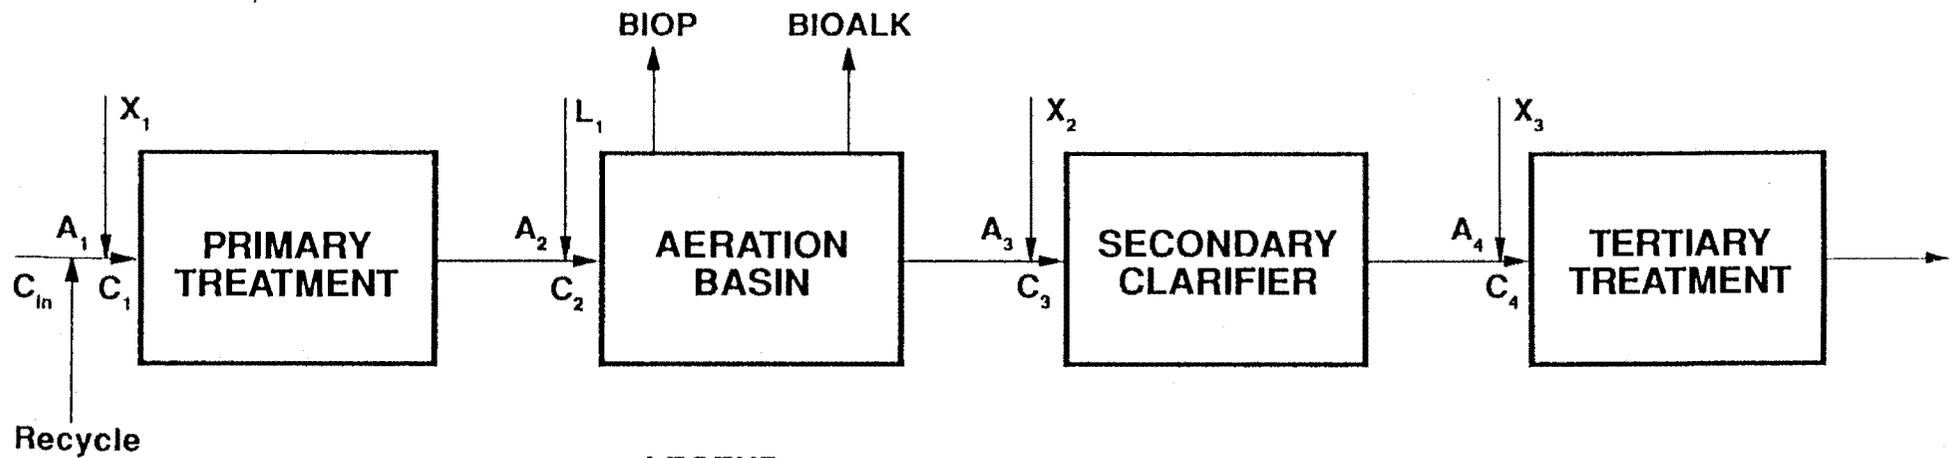 BIOP
BIOALK
X₁
L₁
X₂
X₃
A₁
A₂
A₃
A₄
PRIMARY
TREATMENT
AERATION
BASIN
SECONDARY
CLARIFIER
TERTIARY
TREATMENT
C_in
C₁
C₂
C₃
C₄
Recycle